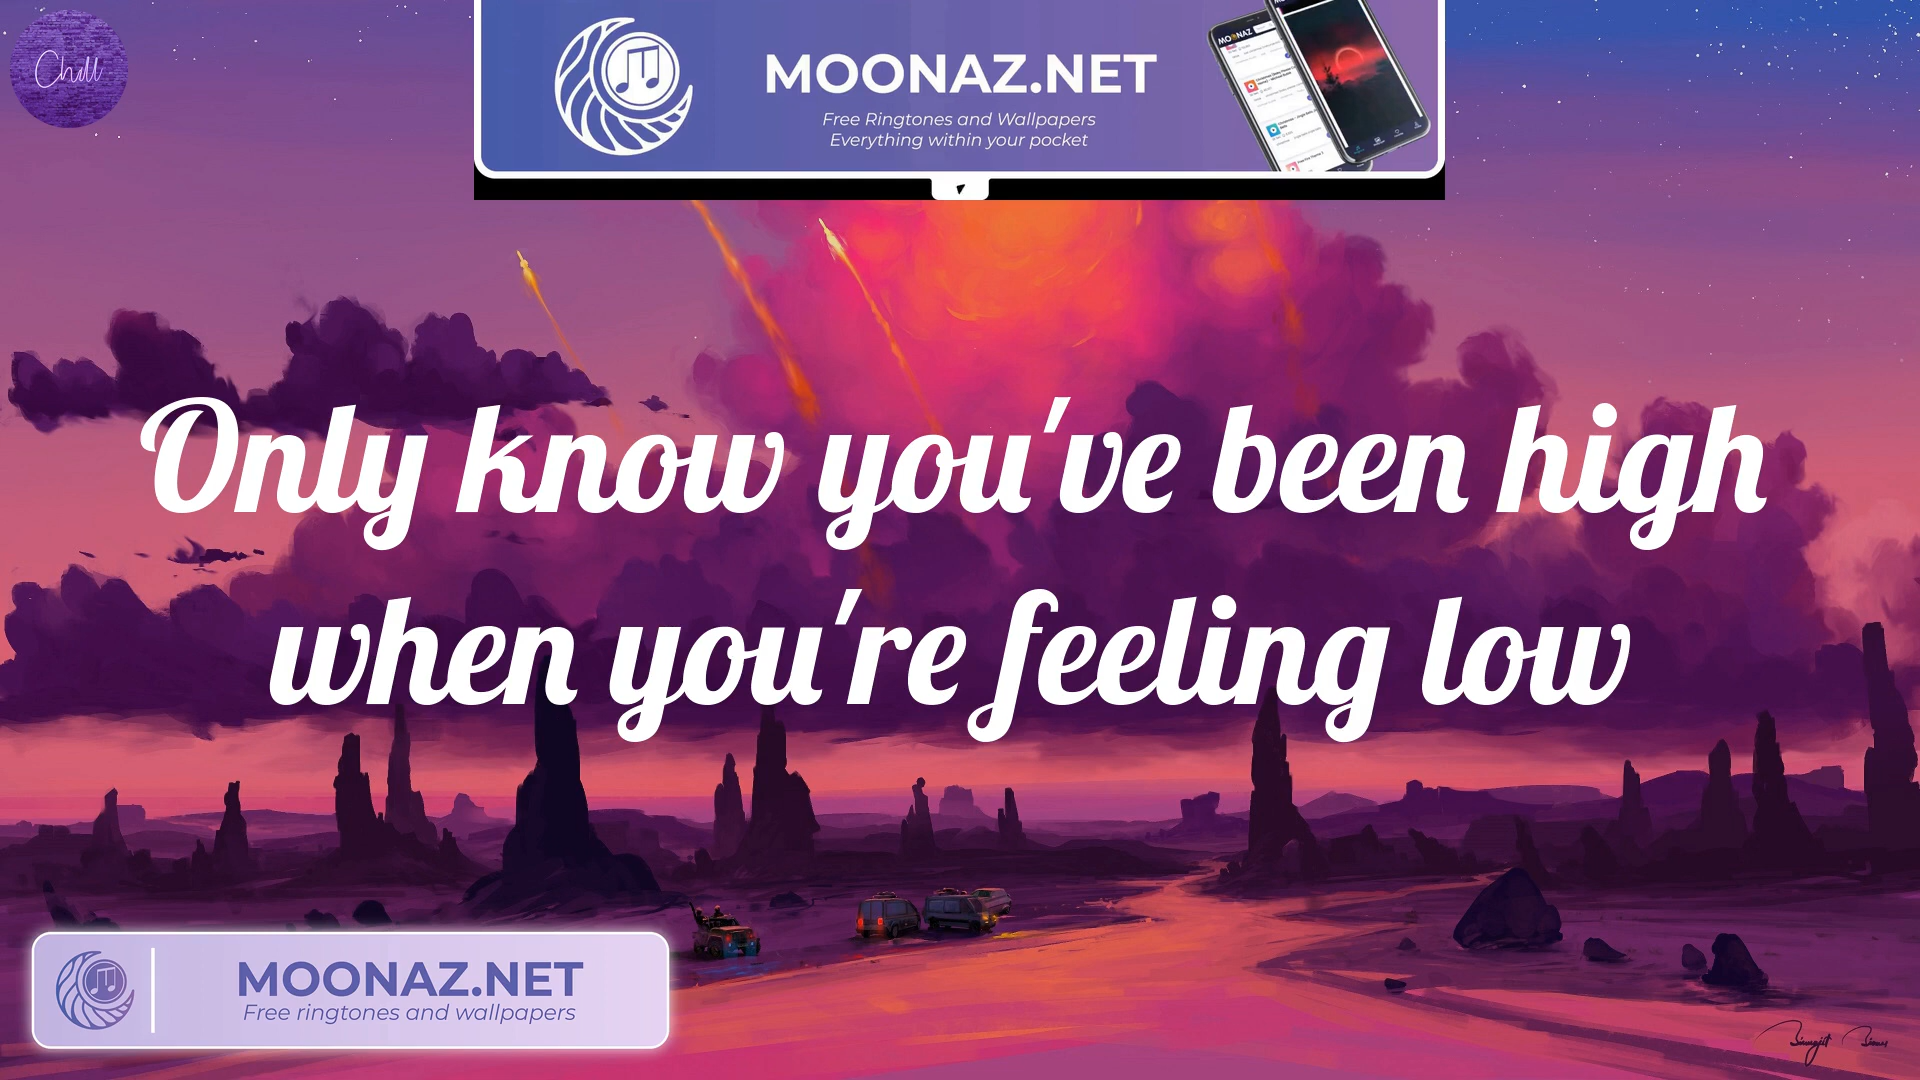 Chill
MOONAZ.NET
Free Ringtones and Wallpapers
Everything within your pocket
MOONAZ
Only know you've been high
when you're feeling low
MOONAZ.NET
Free ringtones and wallpapers